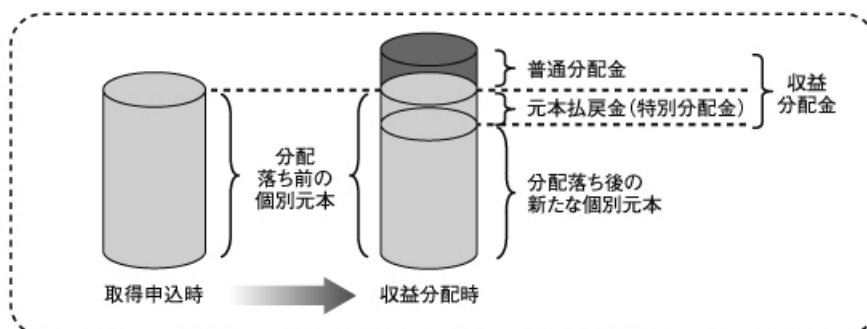 普通分配金
収益
分配金
元本払戻金(特別分配金)
分配
落ち前の
個別元本
分配落ち後の
新たな個別元本
取得申込時
収益分配時